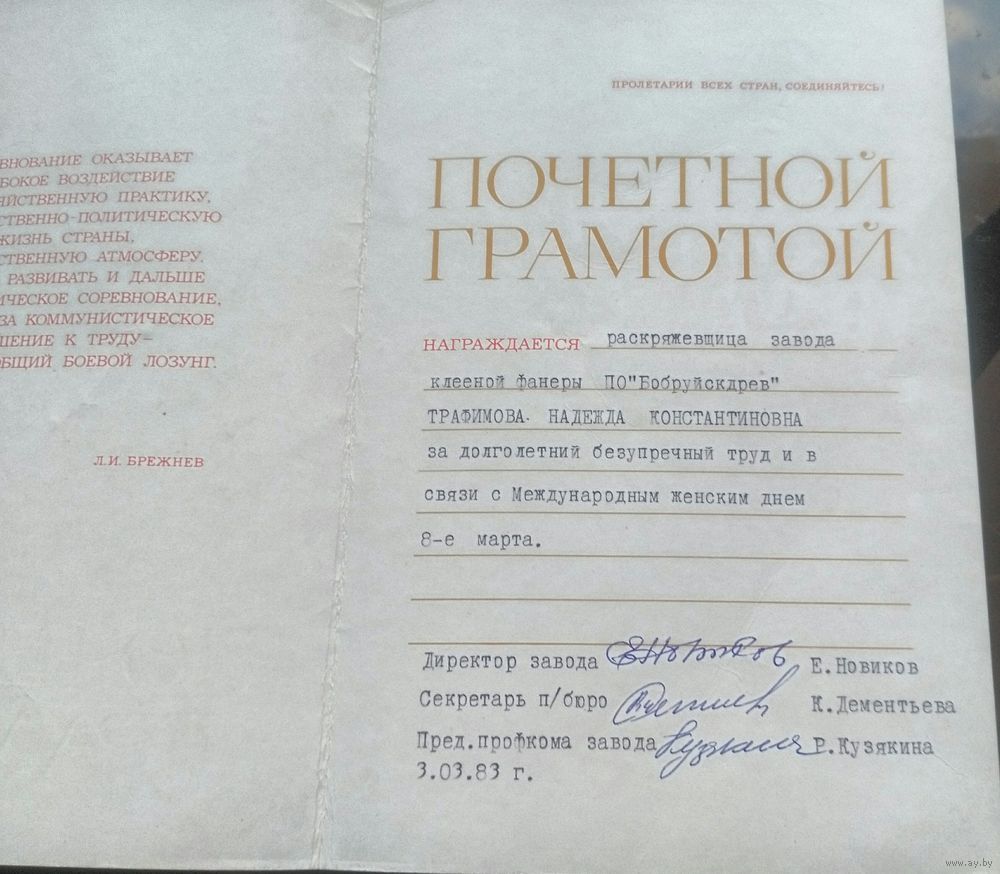 ВНОВАНИЕ ОКАЗЫВАЕТ
БОКОЕ ВОЗДЕЙСТВИЕ
ЯЙСТВЕННУЮ ПРАКТИКУ,
СТВЕННО-ПОЛИТИЧЕСКУЮ
ЖИЗНЬ СТРАНЫ,
СТВЕННУЮ АТМОСФЕРУ.
РАЗВИВАТЬ И ДАЛЬШЕ
ИЧЕСКОЕ СОРЕВНОВАНИЕ,
ЗА КОММУНИСТИЧЕСКОЕ
ШЕНИЕ К ТРУДУ—
ОБЩИЙ БОЕВОЙ ЛОЗУНГ.
Л.И. БРЕЖНЕВ
ПРОЛЕТАРИИ ВСЕХ СТРАН, СОЕДИНЯЙТЕСЬ!
ПОЧЕТНОЙ
ГРАМОТОЙ
НАГРАЖДАЕТСЯ раскряжевщица завода
клееной фанеры ПО"Бобруйскдрев"
ТРАФИМОВА НАДЕЖДА КОНСТАНТИНОВНА
за долголетний безупречный труд и в
связи с Международным женским днем
8-е марта.
Директор завода Е.Новиков
Секретарь п/бюро К.Дементьева
Пред.профкома завода Р.Кузякина
3.03.83 г.
www.ay.by